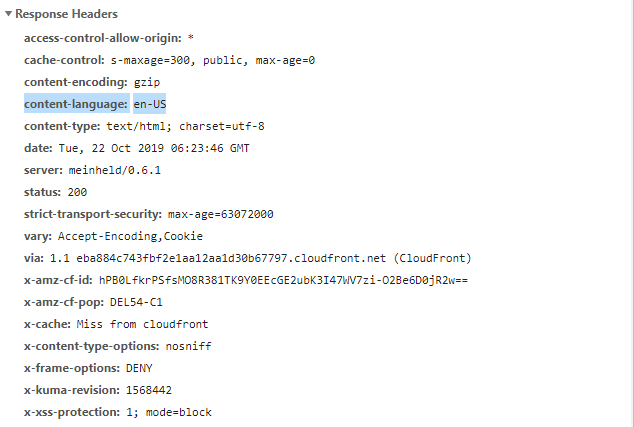 Response Headers
access-control-allow-origin: *
cache-control: s-maxage=300, public, max-age=0
content-encoding: gzip
content-language: en-US
content-type: text/html; charset=utf-8
date: Tue, 22 Oct 2019 06:23:46 GMT
server: meinheld/0.6.1
status: 200
strict-transport-security: max-age=63072000
vary: Accept-Encoding,Cookie
via: 1.1 eba884c743fbf2e1aa12aa1d30b67797.cloudfront.net (CloudFront)
x-amz-cf-id: hPB0LfkrPSfsMO8R381TK9Y0EEcGE2ubK3I47WV7zi-O2Be6D0jR2w==
x-amz-cf-pop: DEL54-C1
x-cache: Miss from cloudfront
x-content-type-options: nosniff
x-frame-options: DENY
x-kuma-revision: 1568442
x-xss-protection: 1; mode=block